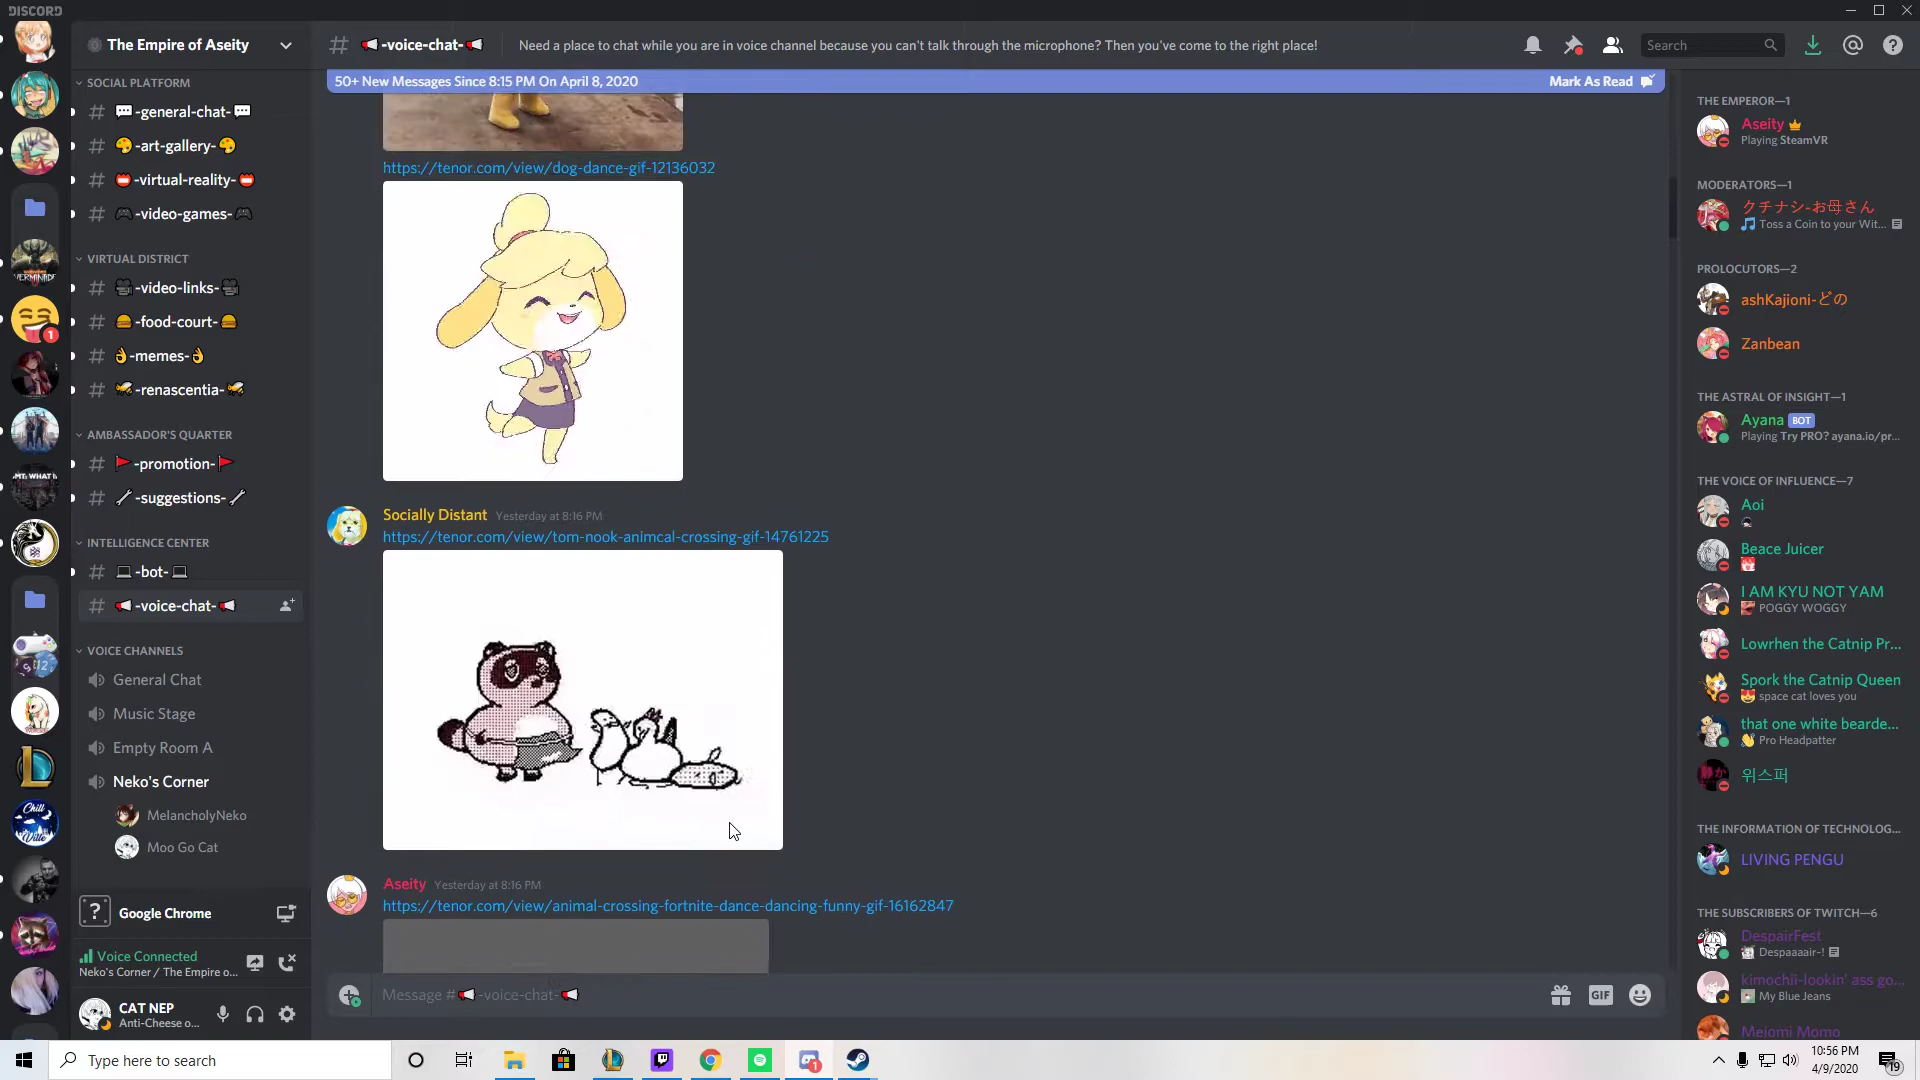 DISCORD
The Empire of Aseity
-voice-chat-
Need a place to chat while you are in voice channel because you can't talk through the microphone? Then you've come to the right place!
Search
SOCIAL PLATFORM
-general-chat-
-art-gallery-
-virtual-reality-
-video-games-
VIRTUAL DISTRICT
-video-links-
-food-court-
-memes-
-renascentia-
AMBASSADOR'S QUARTER
-promotion-
-suggestions-
INTELLIGENCE CENTER
-bot-
-voice-chat-
VOICE CHANNELS
General Chat
Music Stage
Empty Room A
Neko's Corner
MelancholyNeko
Moo Go Cat
Google Chrome
Voice Connected
Neko's Corner / The Empire o...
CAT NEP
Anti-Cheese o...
50+ New Messages Since 8:15 PM On April 8, 2020
Mark As Read
https://tenor.com/view/dog-dance-gif-12136032
Socially Distant Yesterday at 8:16 PM
https://tenor.com/view/tom-nook-animcal-crossing-gif-14761225
Aseity Yesterday at 8:16 PM
https://tenor.com/view/animal-crossing-fortnite-dance-dancing-funny-gif-16162847
Message # -voice-chat-
GIF
THE EMPEROR—1
Aseity
Playing SteamVR
MODERATORS—1
クチナシ-お母さん
Toss a Coin to your Wit...
PROLOCUTORS—2
ashKajioni-どの
Zanbean
THE ASTRAL OF INSIGHT—1
Ayana BOT
Playing Try PRO? ayana.io/pr...
THE VOICE OF INFLUENCE—7
Aoi
Beace Juicer
I AM KYU NOT YAM
POGGY WOGGY
Lowrhen the Catnip Pr...
Spork the Catnip Queen
space cat loves you
that one white bearde...
Pro Headpatter
위스퍼
THE INFORMATION OF TECHNOLOG...
LIVING PENGU
THE SUBSCRIBERS OF TWITCH—6
DespairFest
Despaaaair~!
kimochii-lookin' ass go...
My Blue Jeans
Meiomi Momo
Type here to search
10:56 PM
4/9/2020
19